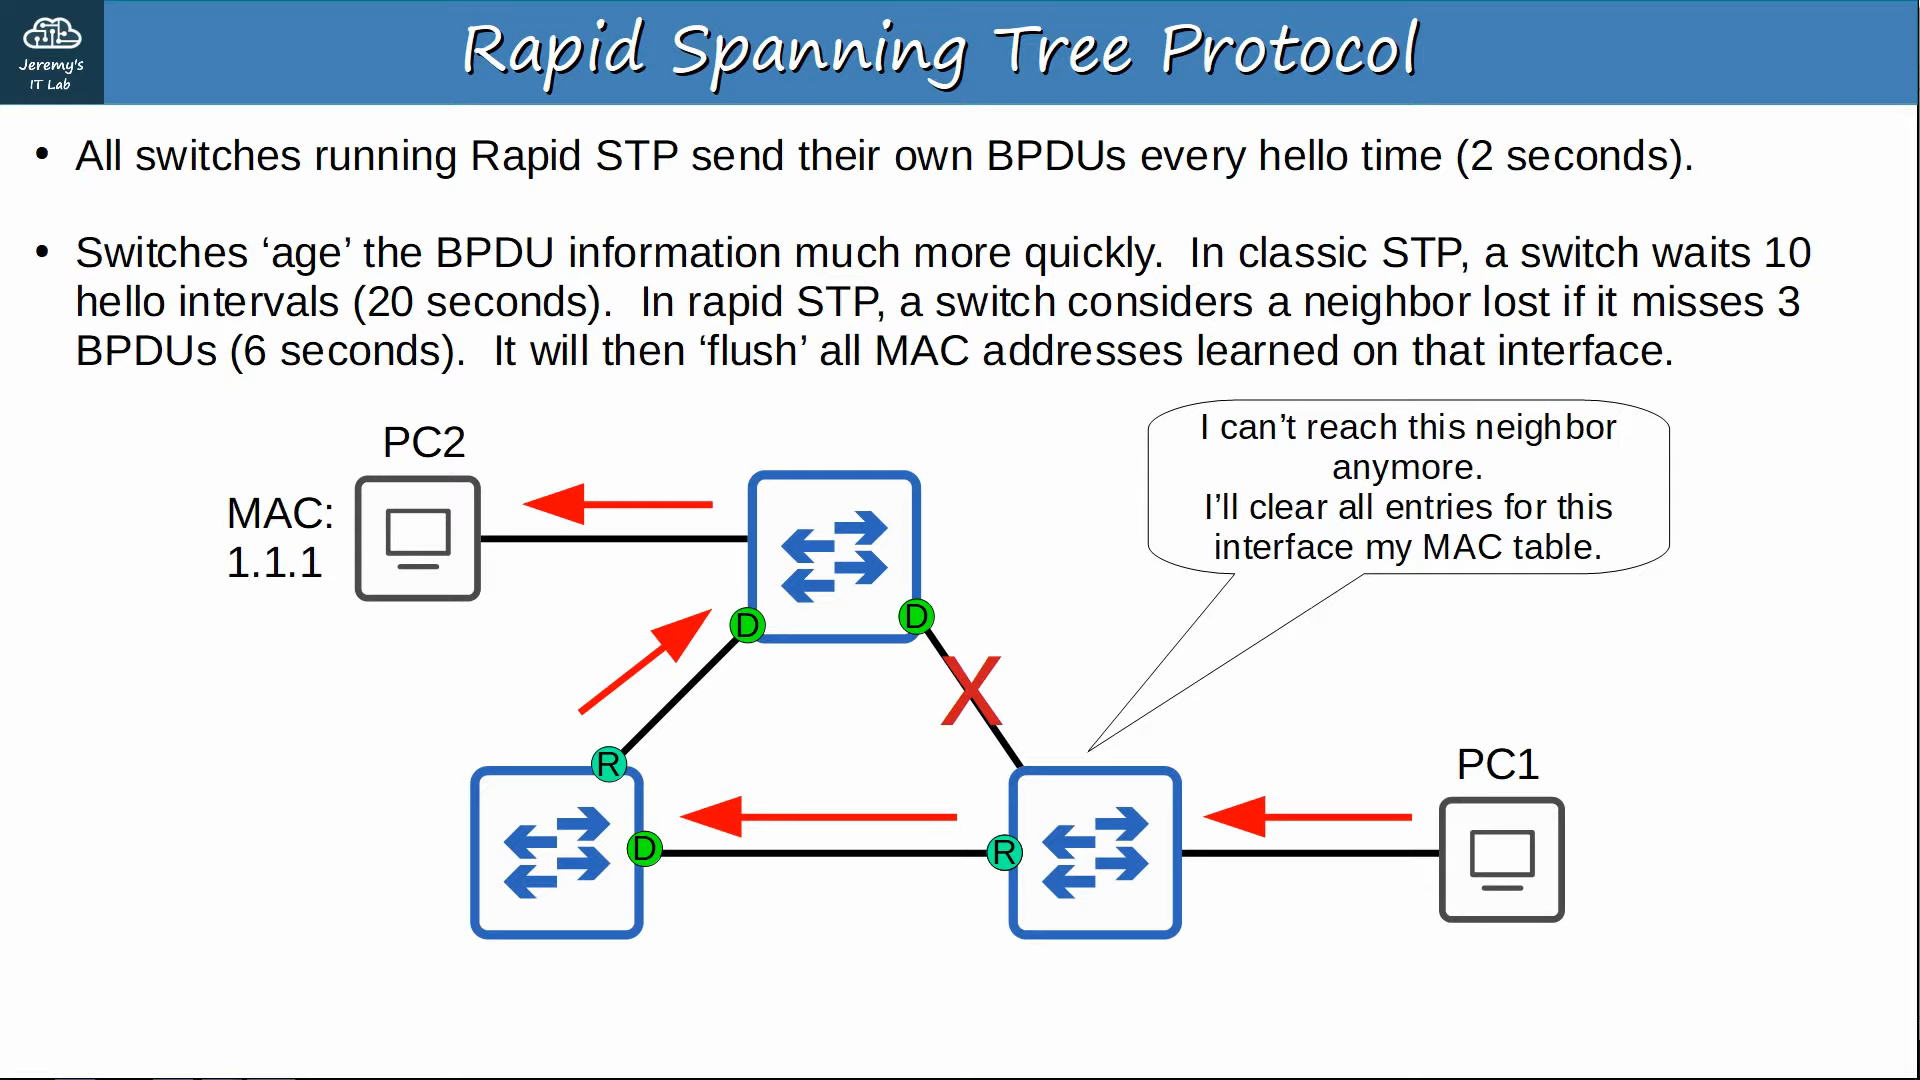 Jeremy's
IT Lab
Rapid Spanning Tree Protocol
• All switches running Rapid STP send their own BPDUs every hello time (2 seconds).
• Switches ‘age’ the BPDU information much more quickly.  In classic STP, a switch waits 10
hello intervals (20 seconds).  In rapid STP, a switch considers a neighbor lost if it misses 3
BPDUs (6 seconds).  It will then ‘flush’ all MAC addresses learned on that interface.
I can’t reach this neighbor
anymore.
I’ll clear all entries for this
interface my MAC table.
PC2
MAC:
1.1.1
D
D
X
R
PC1
D
R